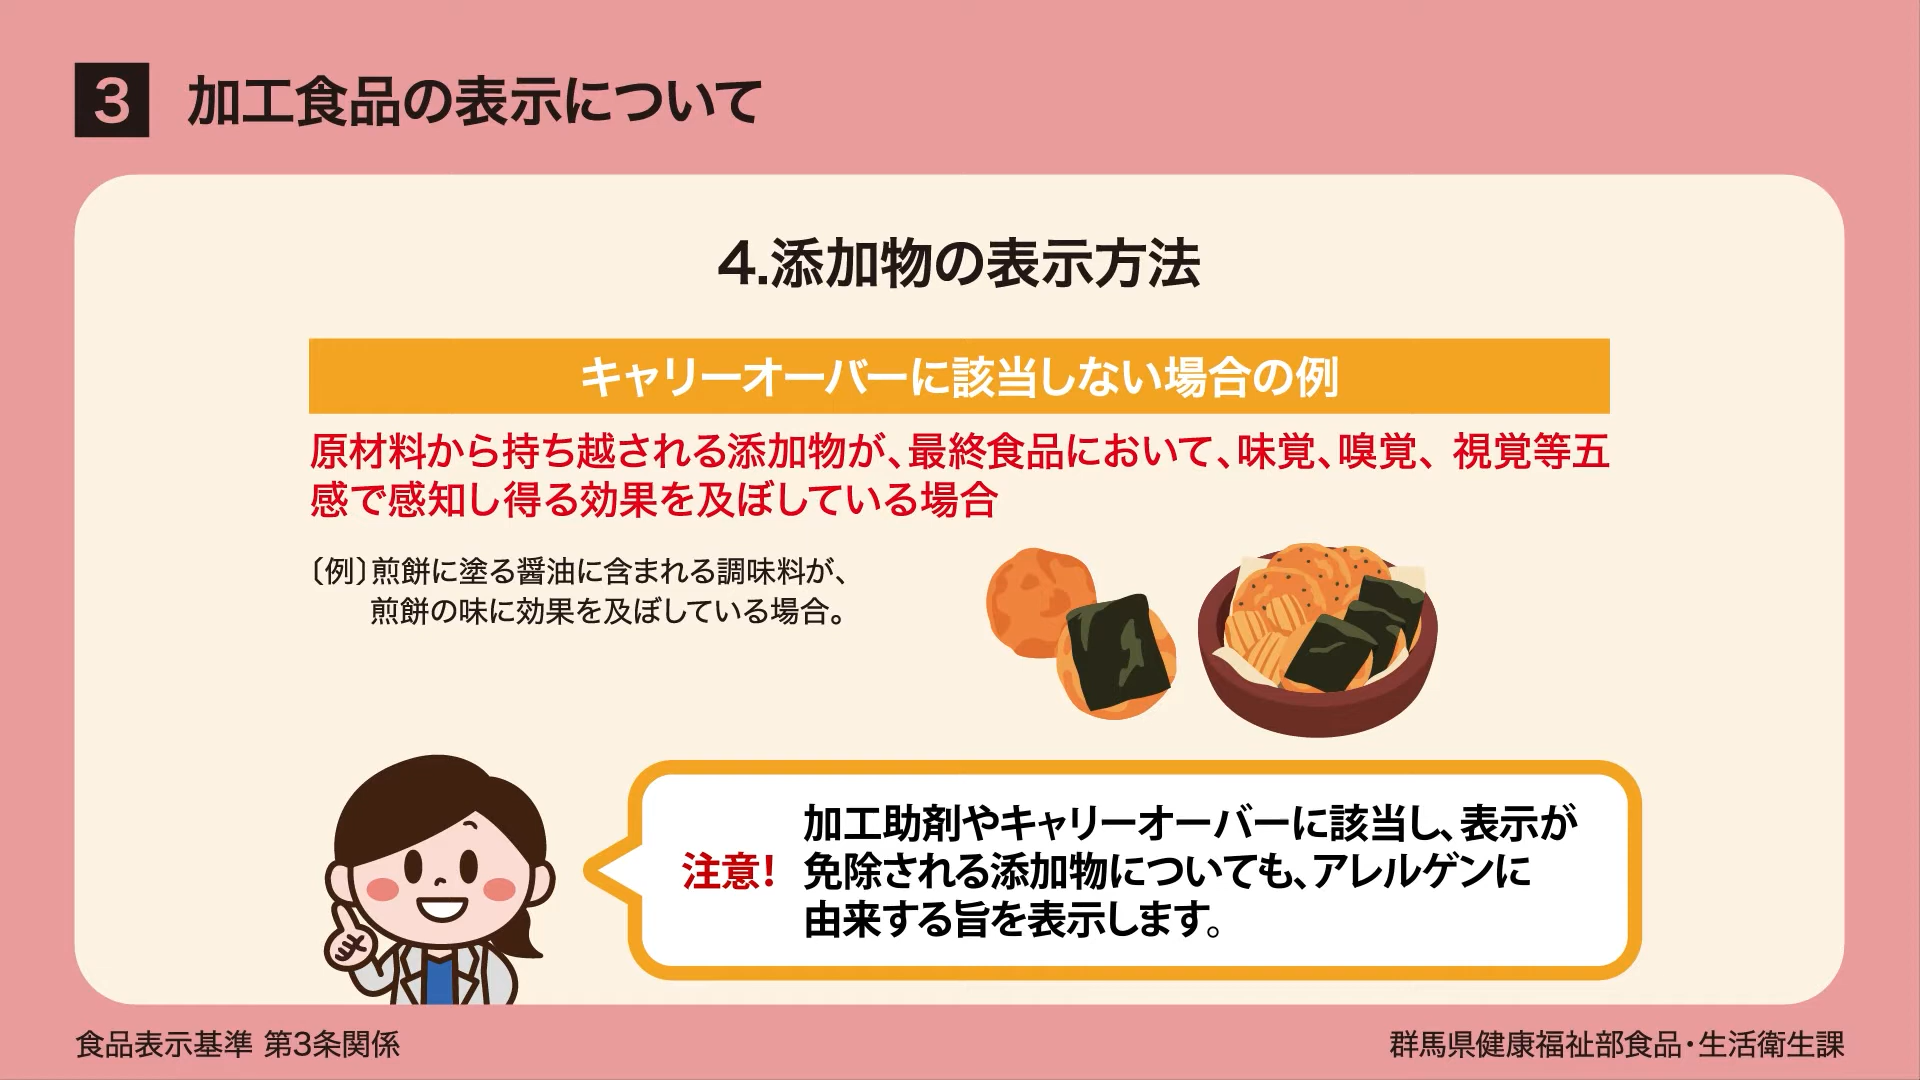 3 加工食品の表示について
4.添加物の表示方法
キャリーオーバーに該当しない場合の例
原材料から持ち越される添加物が、最終食品において、味覚、嗅覚、視覚等五
感で感知し得る効果を及ぼしている場合
〔例〕煎餅に塗る醤油に含まれる調味料が、
煎餅の味に効果を及ぼしている場合。
注意!
加工助剤やキャリーオーバーに該当し、表示が
免除される添加物についても、アレルゲンに
由来する旨を表示します。
食品表示基準 第3条関係
群馬県健康福祉部食品・生活衛生課